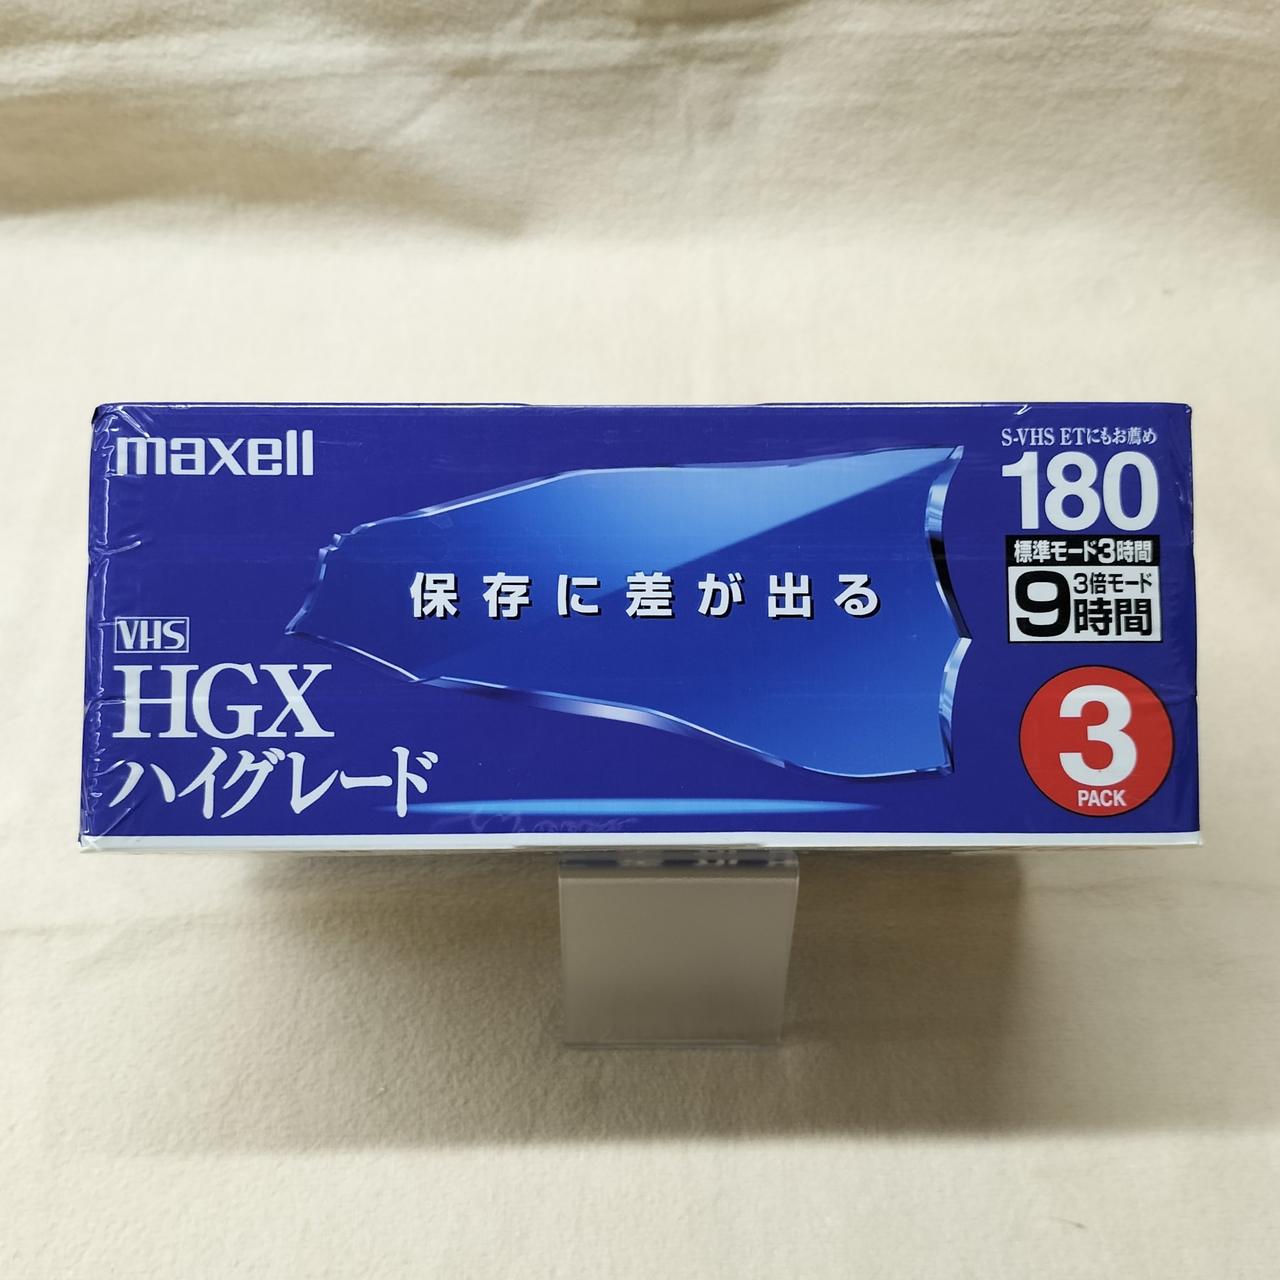 maxell
S-VHS ETにもお薦め
180
標準モード3時間
3倍モード
9時間
保存に差が出る
VHS
HGX
ハイグレード
3
PACK